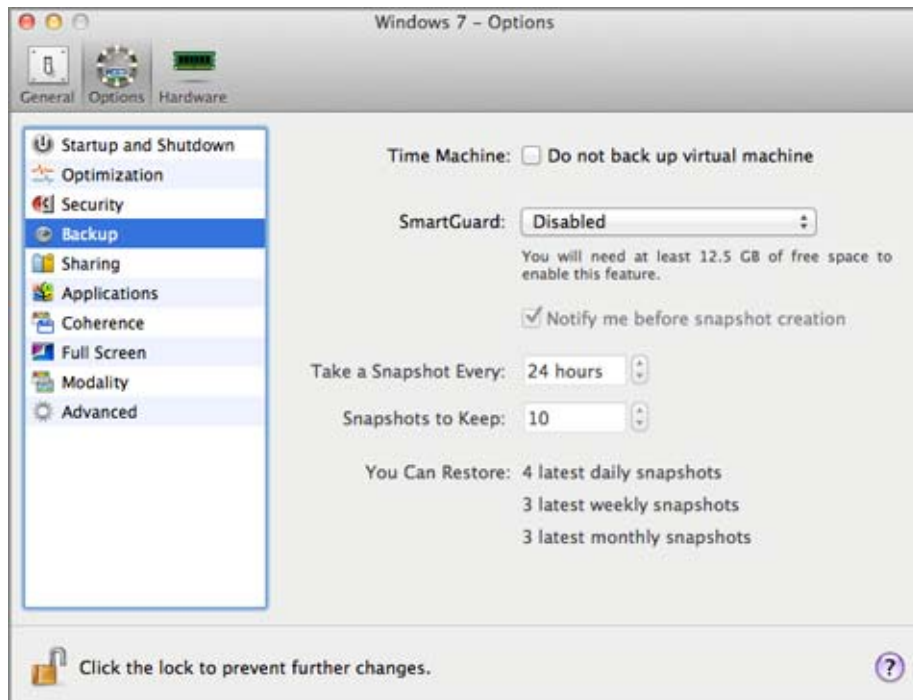 Windows 7 – Options
General Options Hardware
Startup and Shutdown
Optimization
Security
Backup
Sharing
Applications
Coherence
Full Screen
Modality
Advanced
Time Machine: Do not back up virtual machine
SmartGuard: Disabled
You will need at least 12.5 GB of free space to
enable this feature.
Notify me before snapshot creation
Take a Snapshot Every: 24 hours
Snapshots to Keep: 10
You Can Restore: 4 latest daily snapshots
3 latest weekly snapshots
3 latest monthly snapshots
Click the lock to prevent further changes.
?